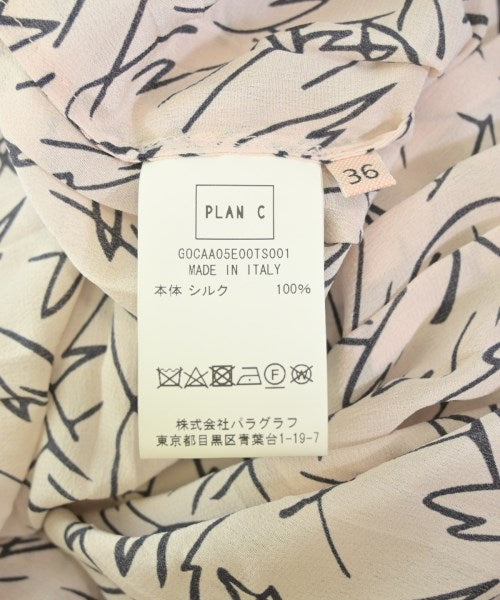 36
PLAN C
G0CAA05E00TS001
MADE IN ITALY
本体 シルク 100%
F W
株式会社パラグラフ
東京都目黒区青葉台1-19-7